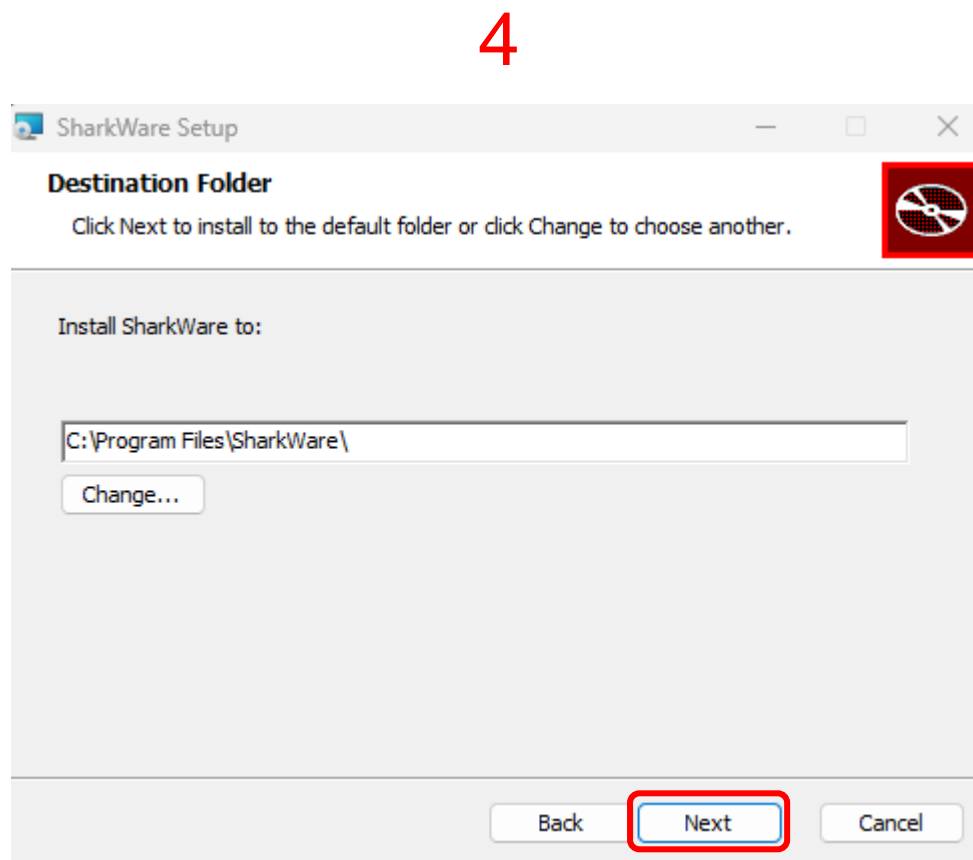 4
SharkWare Setup
Destination Folder
Click Next to install to the default folder or click Change to choose another.
Install SharkWare to:
C:\Program Files\SharkWare\
Change...
Back Next Cancel